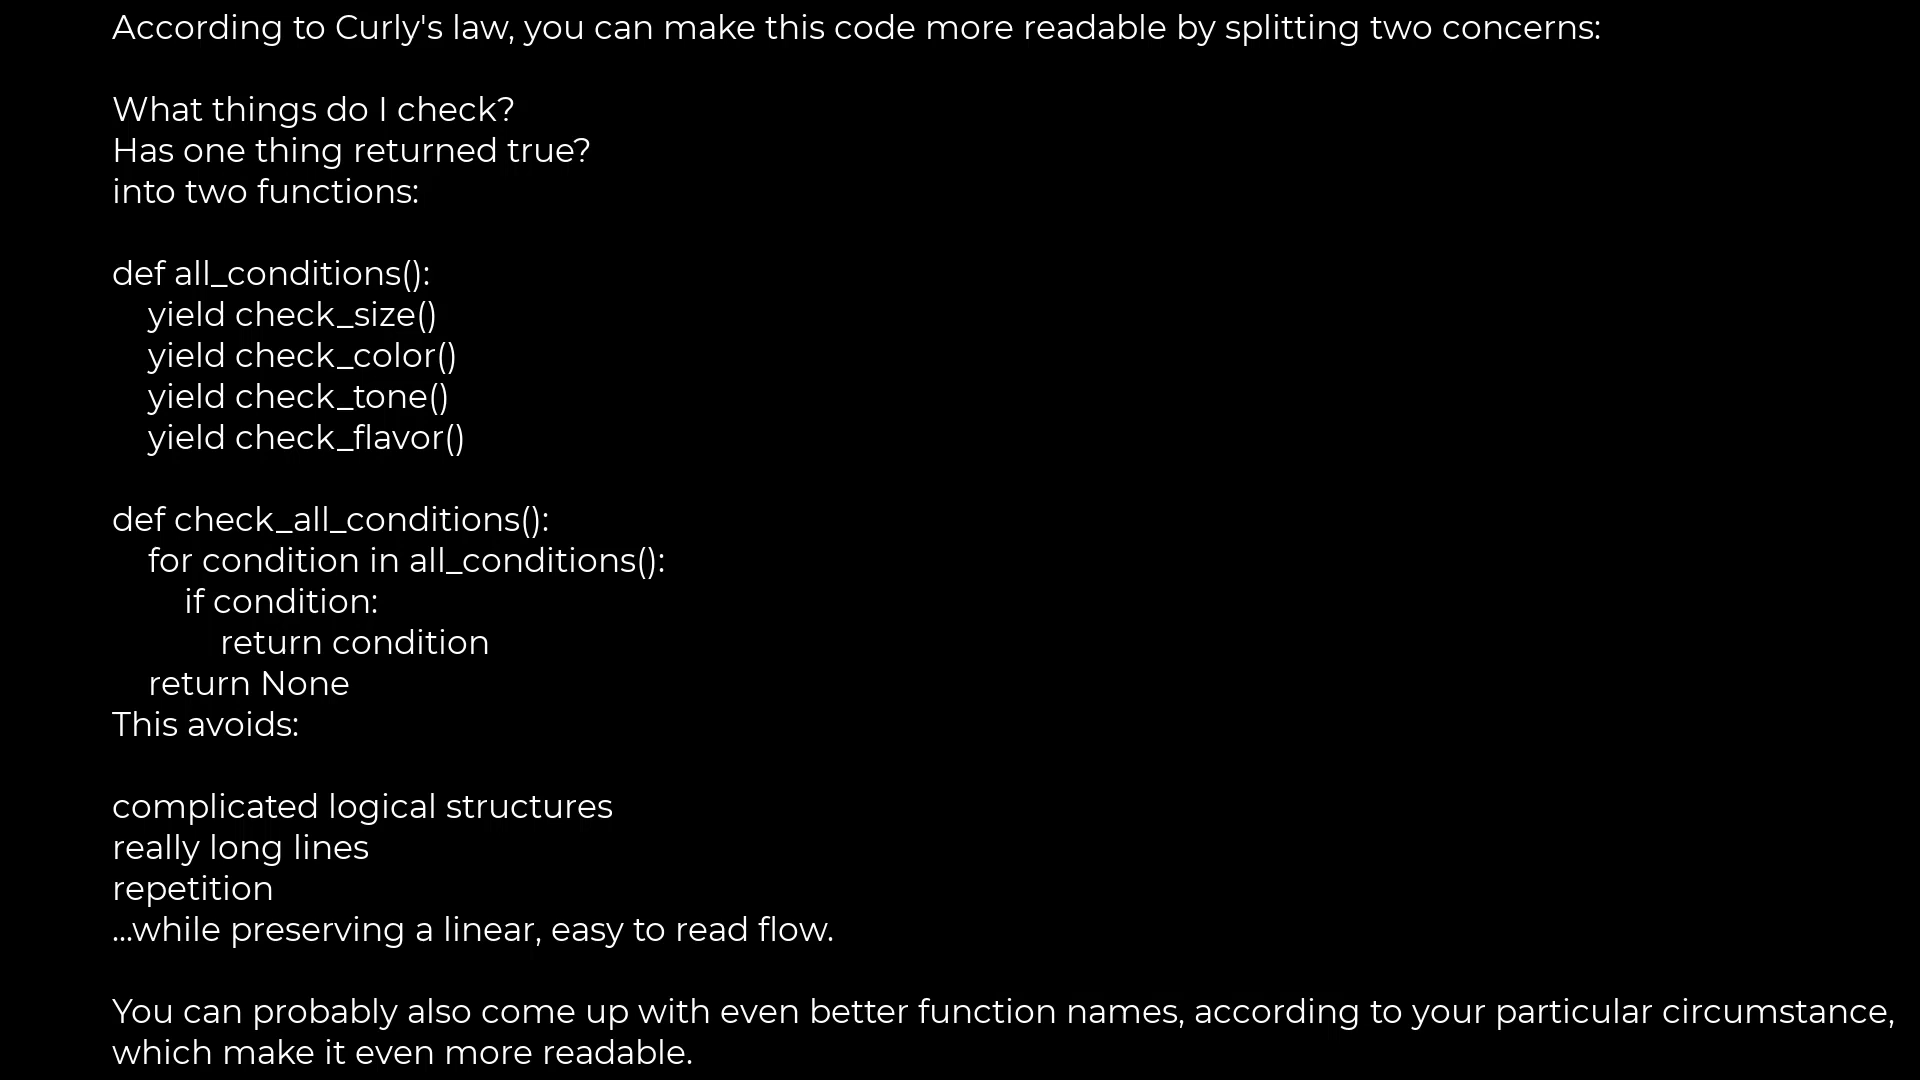 According to Curly's law, you can make this code more readable by splitting two concerns:
What things do I check?
Has one thing returned true?
into two functions:
def all_conditions():
    yield check_size()
    yield check_color()
    yield check_tone()
    yield check_flavor()
def check_all_conditions():
    for condition in all_conditions():
        if condition:
            return condition
    return None
This avoids:
complicated logical structures
really long lines
repetition
...while preserving a linear, easy to read flow.
You can probably also come up with even better function names, according to your particular circumstance,
which make it even more readable.